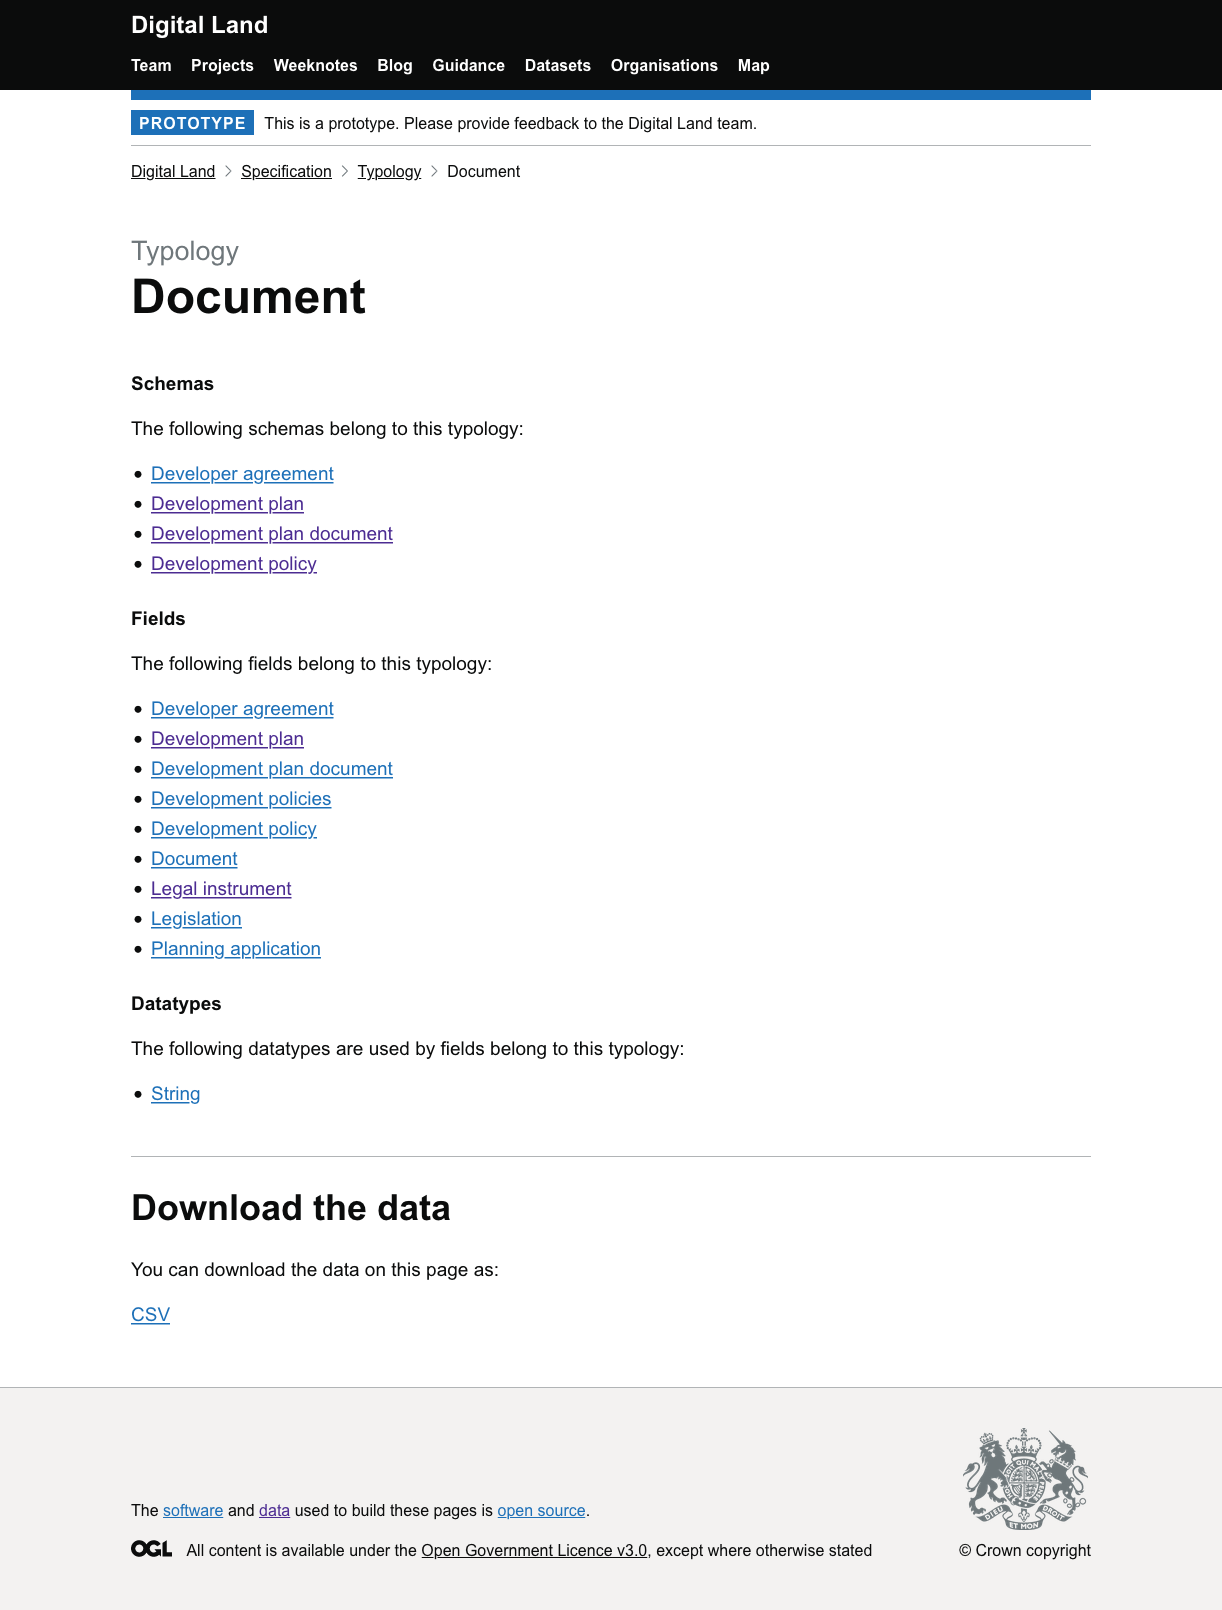 Digital Land
Team Projects Weeknotes Blog Guidance Datasets Organisations Map
PROTOTYPE This is a prototype. Please provide feedback to the Digital Land team.
Digital Land > Specification > Typology > Document
Typology
Document
Schemas
The following schemas belong to this typology:
• Developer agreement
• Development plan
• Development plan document
• Development policy
Fields
The following fields belong to this typology:
• Developer agreement
• Development plan
• Development plan document
• Development policies
• Development policy
• Document
• Legal instrument
• Legislation
• Planning application
Datatypes
The following datatypes are used by fields belong to this typology:
• String
Download the data
You can download the data on this page as:
CSV
The software and data used to build these pages is open source.
OGL All content is available under the Open Government Licence v3.0, except where otherwise stated
DIEU ET MON DROIT
© Crown copyright